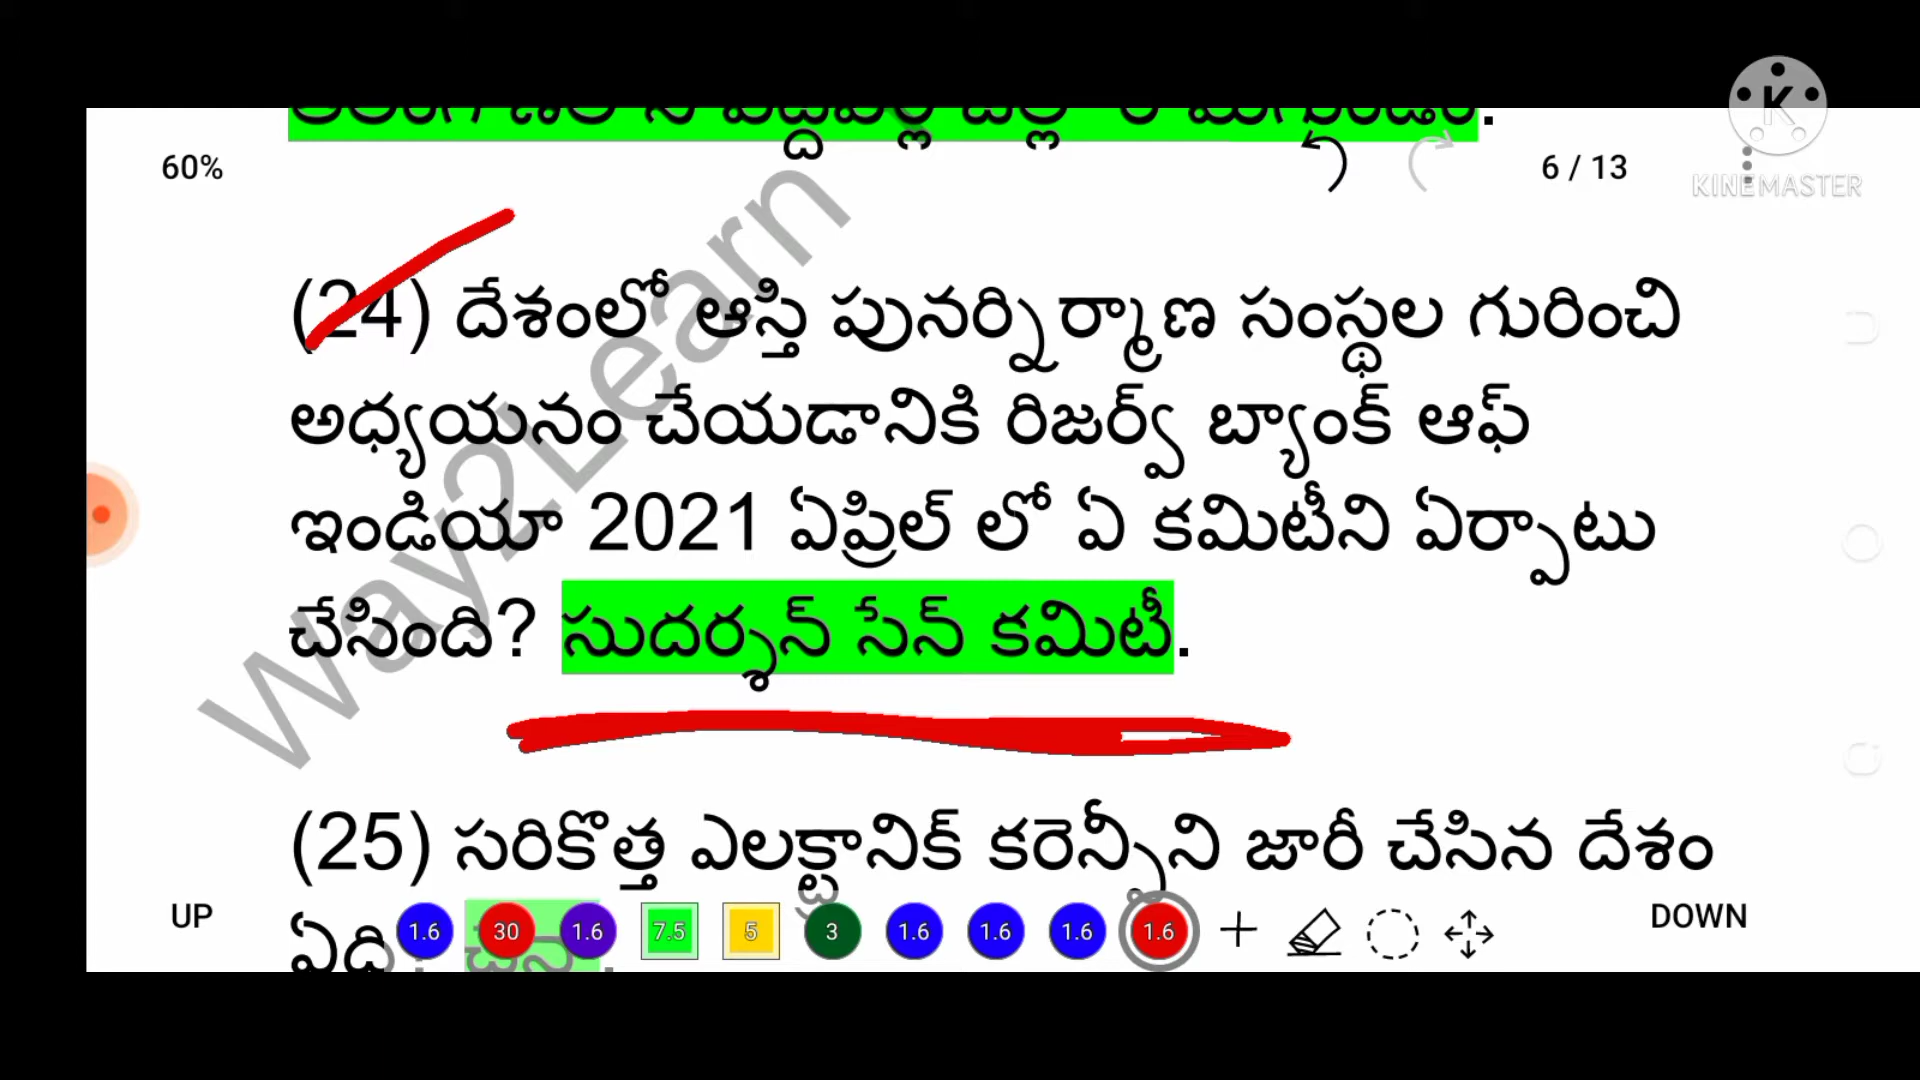 60%
6 / 13
KINEMASTER
(24) దేశంలో ఆస్తి పునర్నిర్మాణ సంస్థల గురించి
అధ్యయనం చేయడానికి రిజర్వ్ బ్యాంక్ ఆఫ్
ఇండియా 2021 ఏప్రిల్ లో ఏ కమిటీని ఏర్పాటు
చేసింది? సుదర్శన్ సేన్ కమిటీ.
Way2Learn
(25) సరికొత్త ఎలక్ట్రానిక్ కరెన్సీని జారీ చేసిన దేశం
ఏది
UP 1.6 30 1.6 7.5 5 3 1.6 1.6 1.6 1.6 DOWN